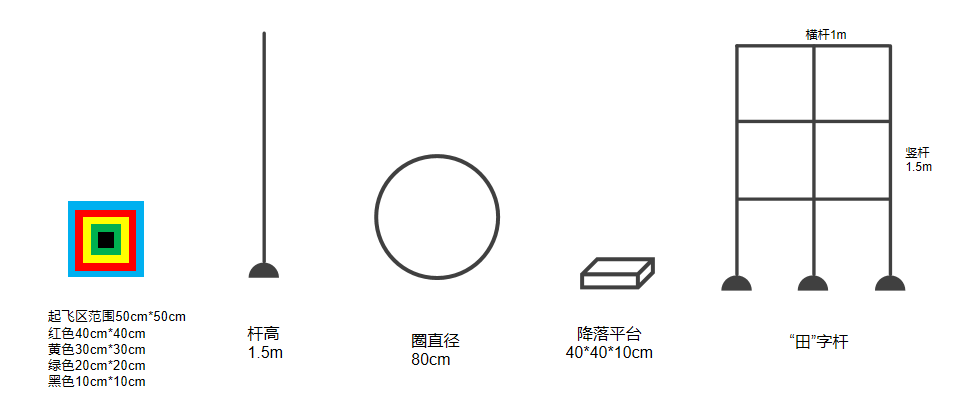 起飞区范围50cm*50cm
红色40cm*40cm
黄色30cm*30cm
绿色20cm*20cm
黑色10cm*10cm
杆高
1.5m
圈直径
80cm
降落平台
40*40*10cm
横杆1m
竖杆
1.5m
“田”字杆